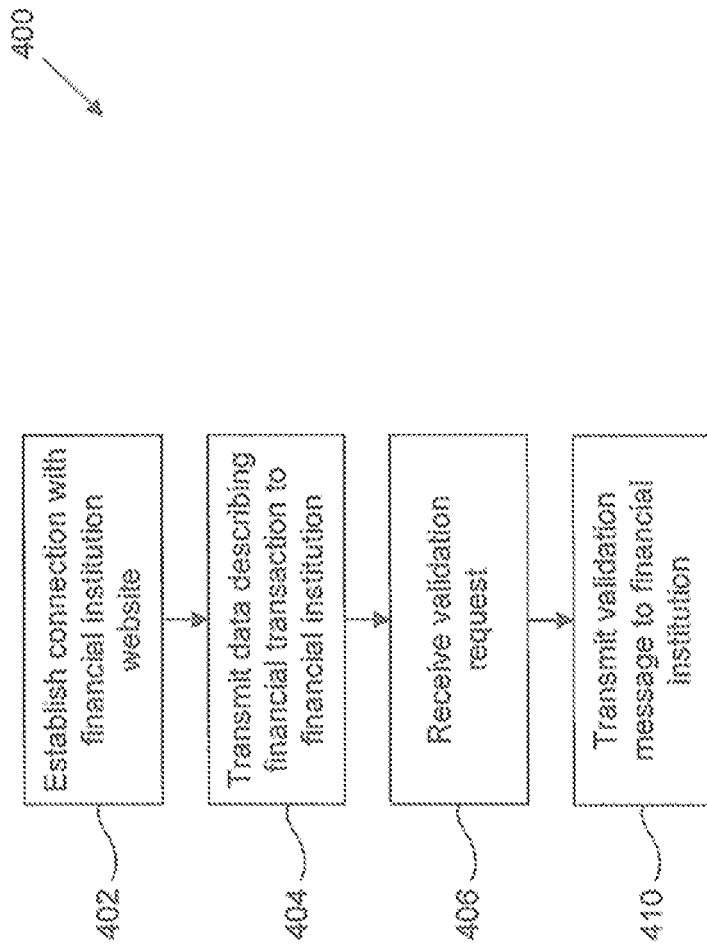 400
402
Establish connection with
financial institution
website
404
Transmit data describing
financial transaction to
financial institution
406
Receive validation
request
410
Transmit validation
message to financial
institution